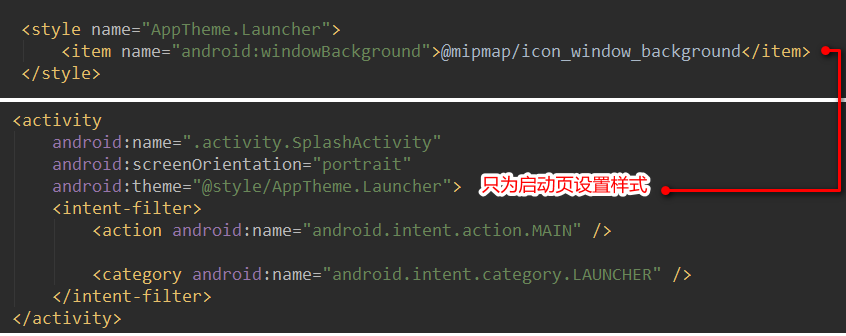 <style name="AppTheme.Launcher">
    <item name="android:windowBackground">@mipmap/icon_window_background</item>
</style>
<activity
    android:name=".activity.SplashActivity"
    android:screenOrientation="portrait"
    android:theme="@style/AppTheme.Launcher"> 只为启动页设置样式
    <intent-filter>
        <action android:name="android.intent.action.MAIN" />
        <category android:name="android.intent.category.LAUNCHER" />
    </intent-filter>
</activity>